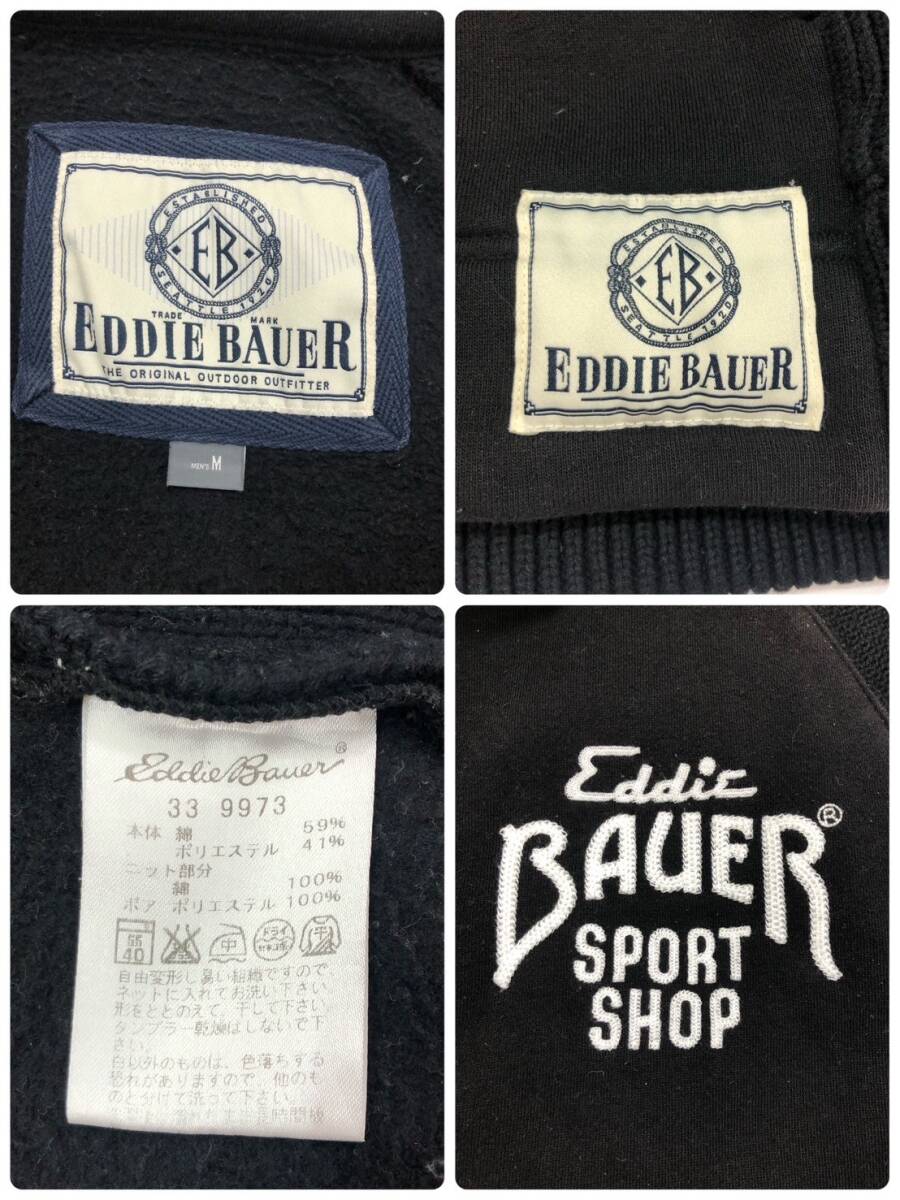 ESTABLISHED
EB
SEATTLE 1920
TRADE MARK
EDDIE BAUER
THE ORIGINAL OUTDOOR OUTFITTER
MEN'S M
ESTABLISHED
EB
SEATTLE 1920
EDDIE BAUER
Eddie Bauer®
33 9973
本体 綿 59%
ポリエステル 41%
ニット部分
綿 100%
ボア ポリエステル 100%
40 中 ドライ 平
自由変形し易い組織ですので、
ネットに入れてお洗い下さい。
形をととのえて、干して下さい。
タンブラー乾燥はしないで下
さい。
白以外のものは、色落ちする
恐れがありますので、他のも
のと分けて洗って下さい。
Eddie
BAUER®
SPORT
SHOP